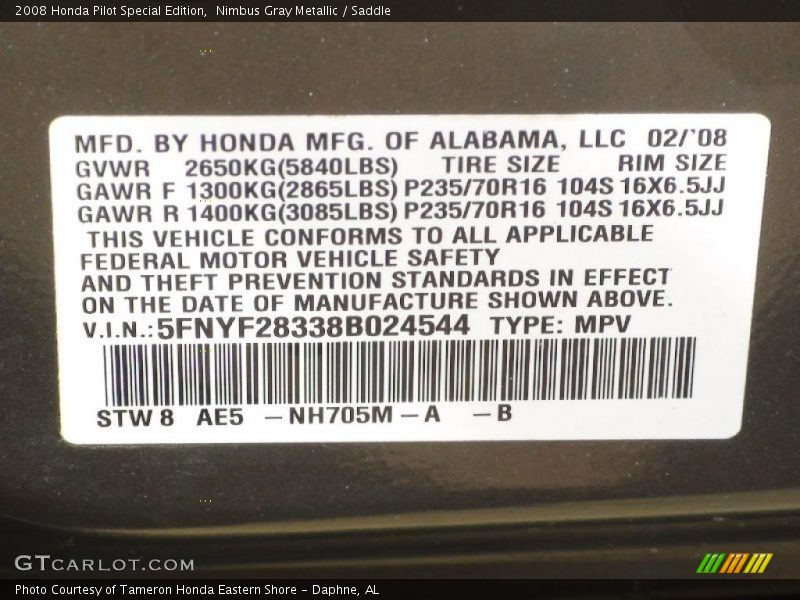 2008 Honda Pilot Special Edition,  Nimbus Gray Metallic / Saddle
MFD. BY HONDA MFG. OF ALABAMA, LLC 02/'08
GVWR 2650KG(5840LBS) TIRE SIZE RIM SIZE
GAWR F 1300KG(2865LBS) P235/70R16 104S 16X6.5JJ
GAWR R 1400KG(3085LBS) P235/70R16 104S 16X6.5JJ
THIS VEHICLE CONFORMS TO ALL APPLICABLE
FEDERAL MOTOR VEHICLE SAFETY
AND THEFT PREVENTION STANDARDS IN EFFECT
ON THE DATE OF MANUFACTURE SHOWN ABOVE.
V.I.N.: 5FNYF28338B024544 TYPE: MPV
STW 8 AE5 – NH705M – A – B
GTCARLOT.COM
Photo Courtesy of Tameron Honda Eastern Shore – Daphne, AL